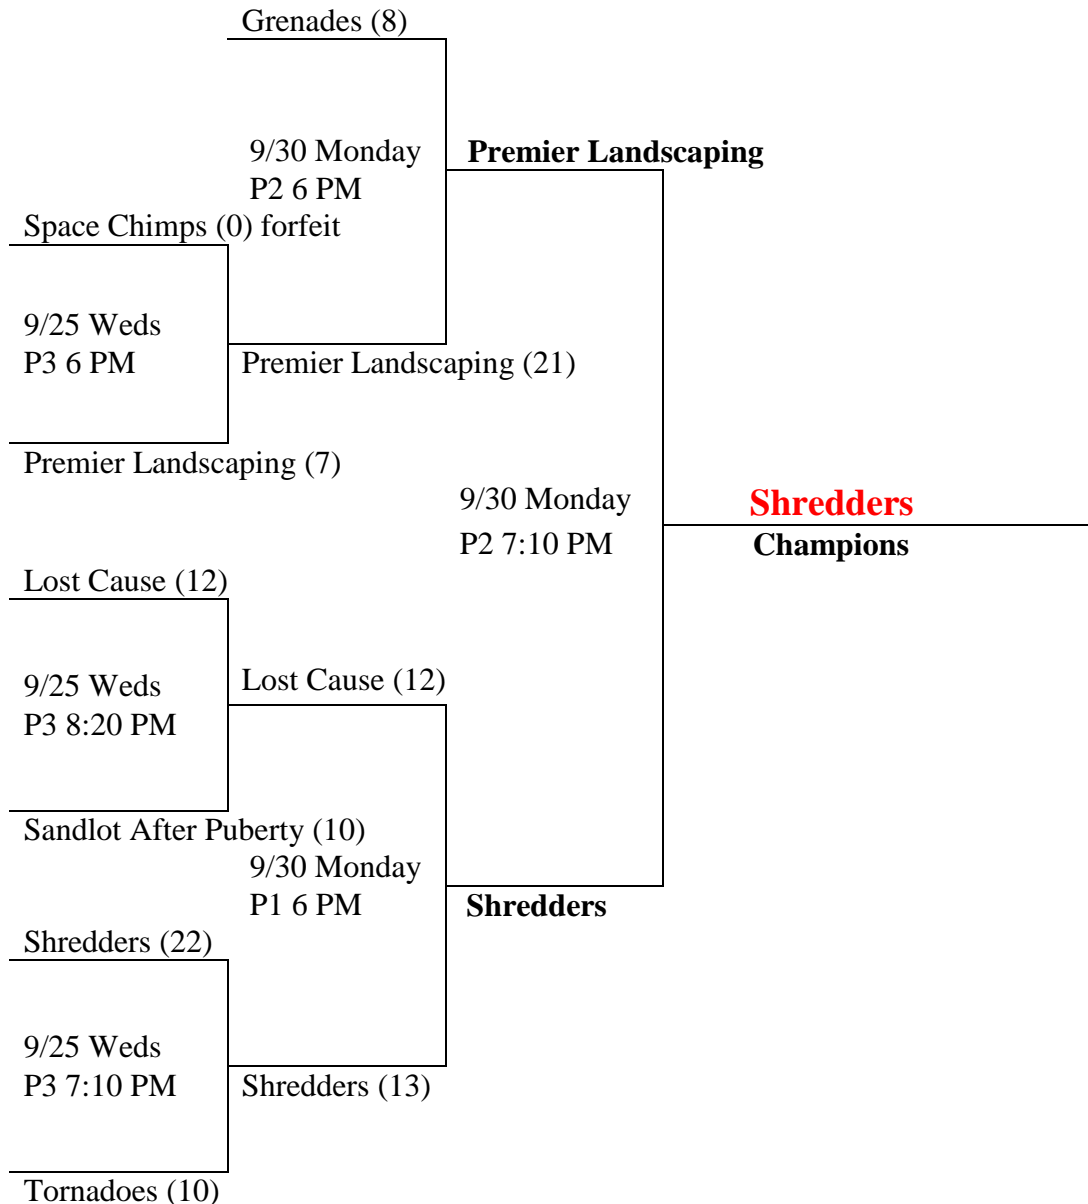 Grenades (8)
9/30 Monday
P2 6 PM
Premier Landscaping
Space Chimps (0) forfeit
9/25 Weds
P3 6 PM
Premier Landscaping (21)
Premier Landscaping (7)
9/30 Monday
P2 7:10 PM
Shredders
Champions
Lost Cause (12)
9/25 Weds
P3 8:20 PM
Lost Cause (12)
Sandlot After Puberty (10)
9/30 Monday
P1 6 PM
Shredders
Shredders (22)
9/25 Weds
P3 7:10 PM
Shredders (13)
Tornadoes (10)